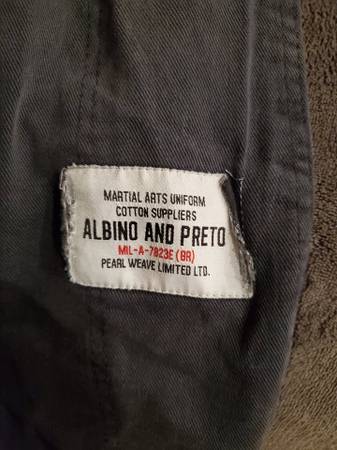 MARTIAL ARTS UNIFORM
COTTON SUPPLIERS
ALBINO AND PRETO
MIL-A-7823E (BR)
PEARL WEAVE LIMITED LTD.